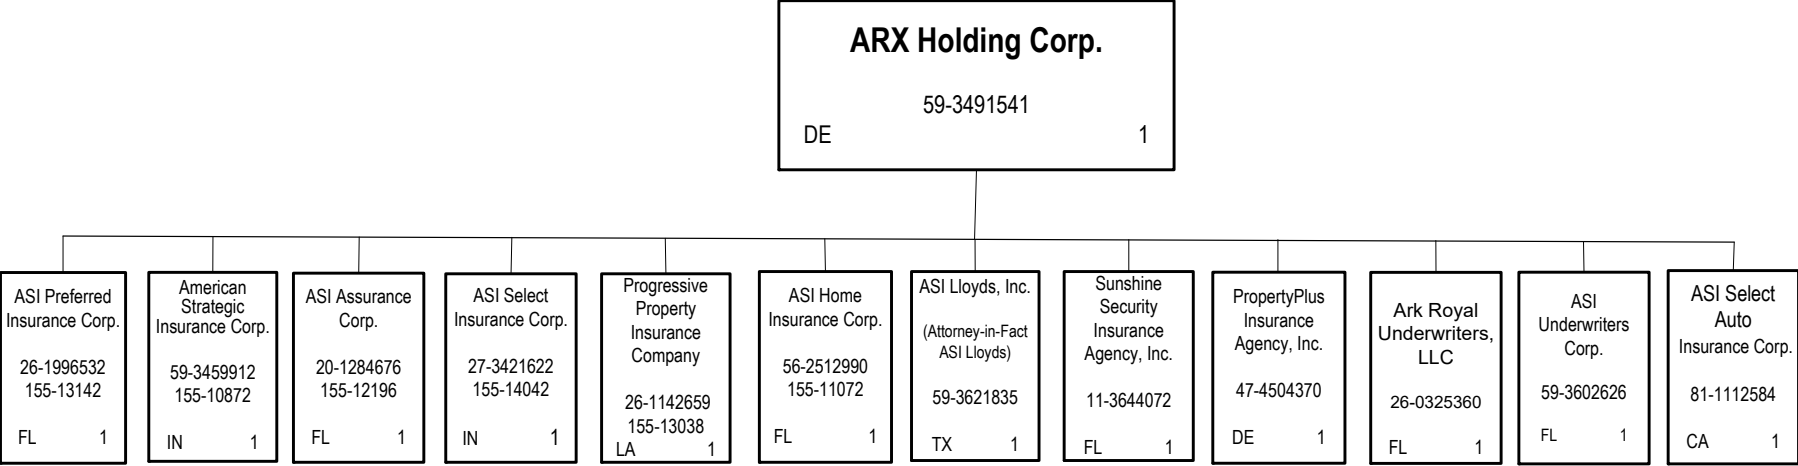 ARX Holding Corp.
59-3491541
DE 1
ASI Preferred
Insurance Corp.
26-1996532
155-13142
FL 1
American
Strategic
Insurance Corp.
59-3459912
155-10872
IN 1
ASI Assurance
Corp.
20-1284676
155-12196
FL 1
ASI Select
Insurance Corp.
27-3421622
155-14042
IN 1
Progressive
Property
Insurance
Company
26-1142659
155-13038
LA 1
ASI Home
Insurance Corp.
56-2512990
155-11072
FL 1
ASI Lloyds, Inc.
(Attorney-in-Fact
ASI Lloyds)
59-3621835
TX 1
Sunshine
Security
Insurance
Agency, Inc.
11-3644072
FL 1
PropertyPlus
Insurance
Agency, Inc.
47-4504370
DE 1
Ark Royal
Underwriters,
LLC
26-0325360
FL 1
ASI
Underwriters
Corp.
59-3602626
FL 1
ASI Select
Auto
Insurance Corp.
81-1112584
CA 1